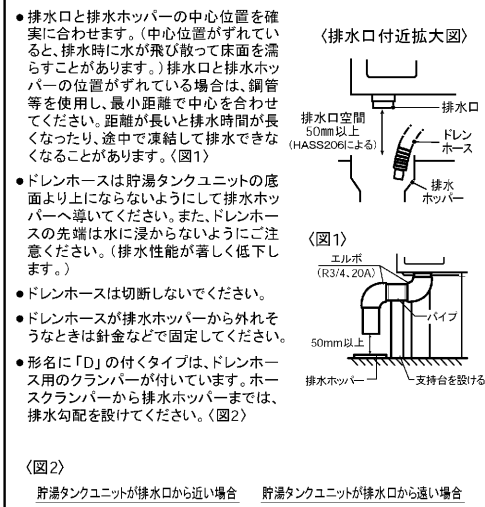 ●排水口と排水ホッパーの中心位置を確
実に合わせます。（中心位置がずれてい
ると、排水時に水が飛び散って床面を濡
らすことがあります。）排水口と排水ホッ
パーの位置がずれている場合は、鋼管
等を使用し、最小距離で中心を合わせ
てください。距離が長いと排水時間が長
くなったり、途中で凍結して排水できな
くなることがあります。〈図1〉
●ドレンホースは貯湯タンクユニットの底
面より上にならないようにして排水ホッ
パーへ導いてください。また、ドレンホー
スの先端は水に浸からないようにご注
意ください。（排水性能が著しく低下し
ます。）
●ドレンホースは切断しないでください。
●ドレンホースが排水ホッパーから外れそ
うなときは針金などで固定してください。
●形名に「D」の付くタイプは、ドレンホー
ス用のクランパーが付いています。ホー
スクランパーから排水ホッパーまでは、
排水勾配を設けてください。〈図2〉
〈排水口付近拡大図〉
排水口
排水口空間
50mm以上
(HASS206による)
ドレン
ホース
排水
ホッパー
〈図1〉
エルボ
(R3/4、20A)
パイプ
50mm以上
排水ホッパー
支持台を設ける
〈図2〉
貯湯タンクユニットが排水口から近い場合
貯湯タンクユニットが排水口から遠い場合